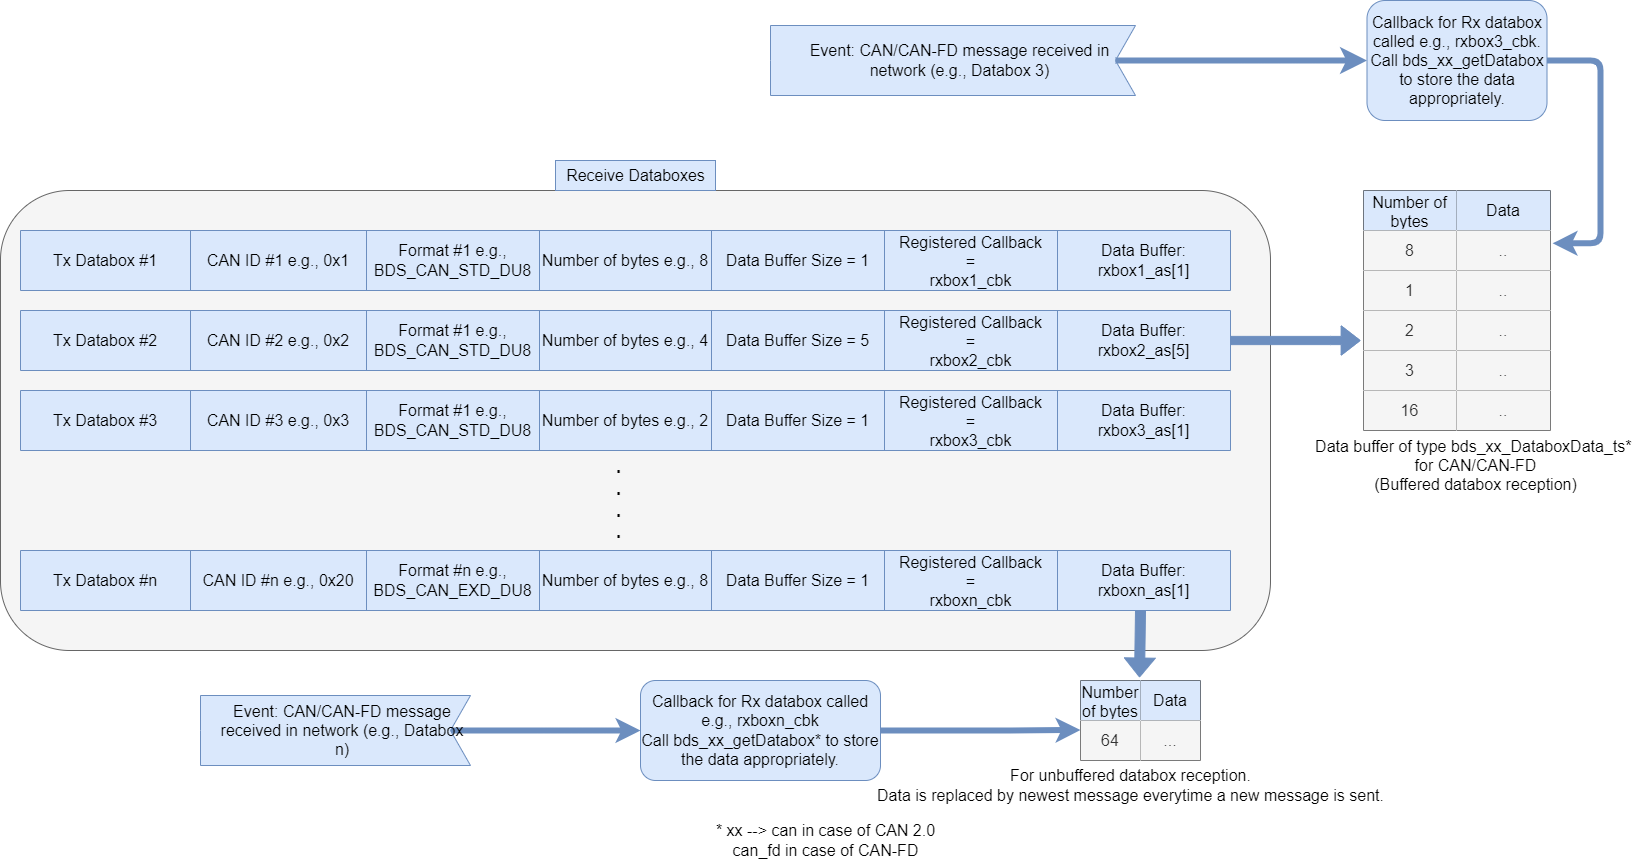 Event: CAN/CAN-FD message received in
network (e.g., Databox 3)
Callback for Rx databox
called e.g., rxbox3_cbk.
Call bds_xx_getDatabox
to store the data
appropriately.
Receive Databoxes
Tx Databox #1
CAN ID #1 e.g., 0x1
Format #1 e.g.,
BDS_CAN_STD_DU8
Number of bytes e.g., 8
Data Buffer Size = 1
Registered Callback
=
rxbox1_cbk
Data Buffer:
rxbox1_as[1]
Tx Databox #2
CAN ID #2 e.g., 0x2
Format #1 e.g.,
BDS_CAN_STD_DU8
Number of bytes e.g., 4
Data Buffer Size = 5
Registered Callback
=
rxbox2_cbk
Data Buffer:
rxbox2_as[5]
Tx Databox #3
CAN ID #3 e.g., 0x3
Format #1 e.g.,
BDS_CAN_STD_DU8
Number of bytes e.g., 2
Data Buffer Size = 1
Registered Callback
=
rxbox3_cbk
Data Buffer:
rxbox3_as[1]
.
.
.
.
Tx Databox #n
CAN ID #n e.g., 0x20
Format #n e.g.,
BDS_CAN_EXD_DU8
Number of bytes e.g., 8
Data Buffer Size = 1
Registered Callback
=
rxboxn_cbk
Data Buffer:
rxboxn_as[1]
Number of
bytes
Data
8
..
1
..
2
..
3
..
16
..
Data buffer of type bds_xx_DataboxData_ts*
for CAN/CAN-FD
(Buffered databox reception)
Event: CAN/CAN-FD message
received in network (e.g., Databox
n)
Callback for Rx databox called
e.g., rxboxn_cbk
Call bds_xx_getDatabox* to store
the data appropriately.
Number
of bytes
Data
64
...
For unbuffered databox reception.
Data is replaced by newest message everytime a new message is sent.
* xx --> can in case of CAN 2.0
can_fd in case of CAN-FD